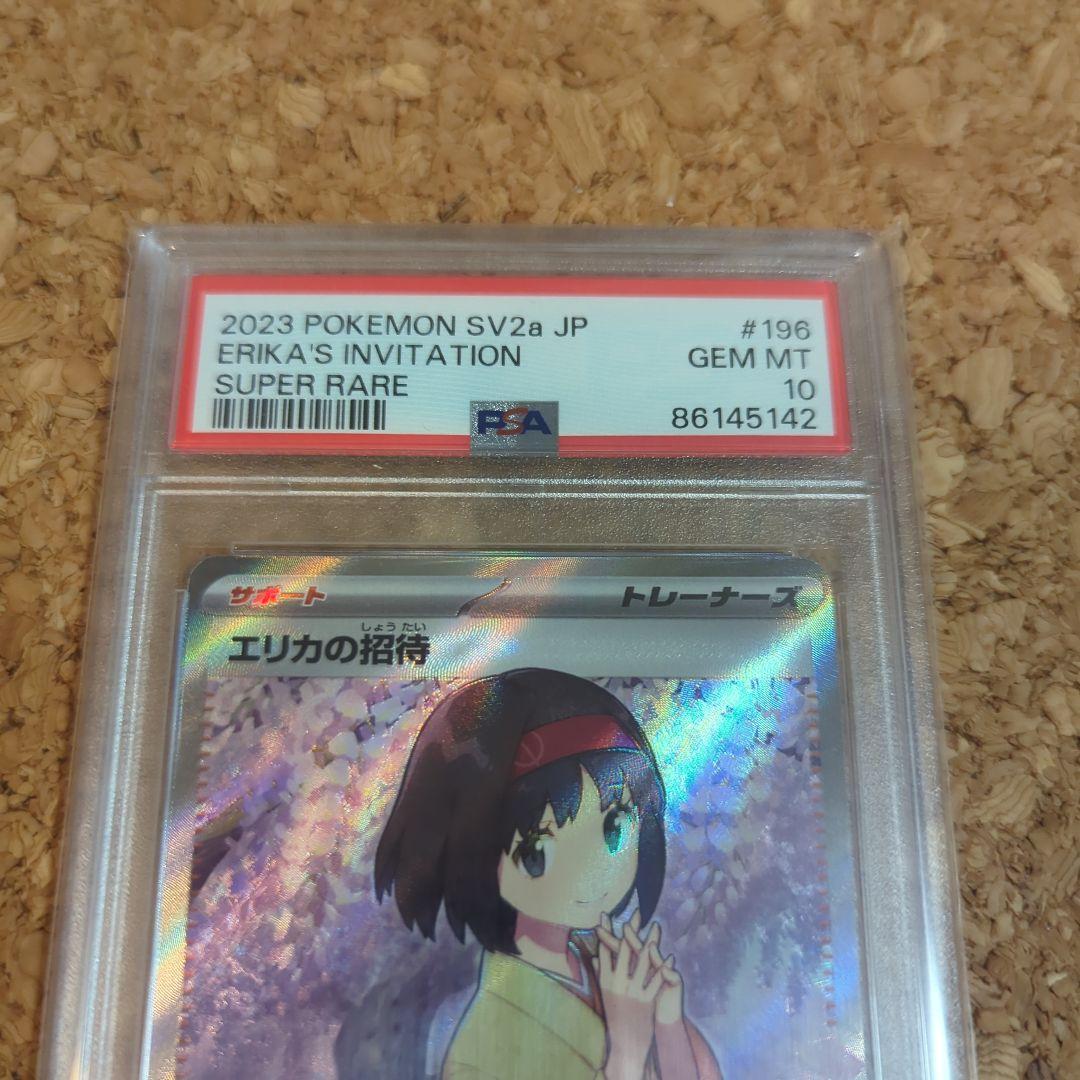 2023 POKEMON SV2a JP #196
ERIKA'S INVITATION GEM MT
SUPER RARE 10
PSA 86145142
サポート トレーナーズ
しょうたい
エリカの招待